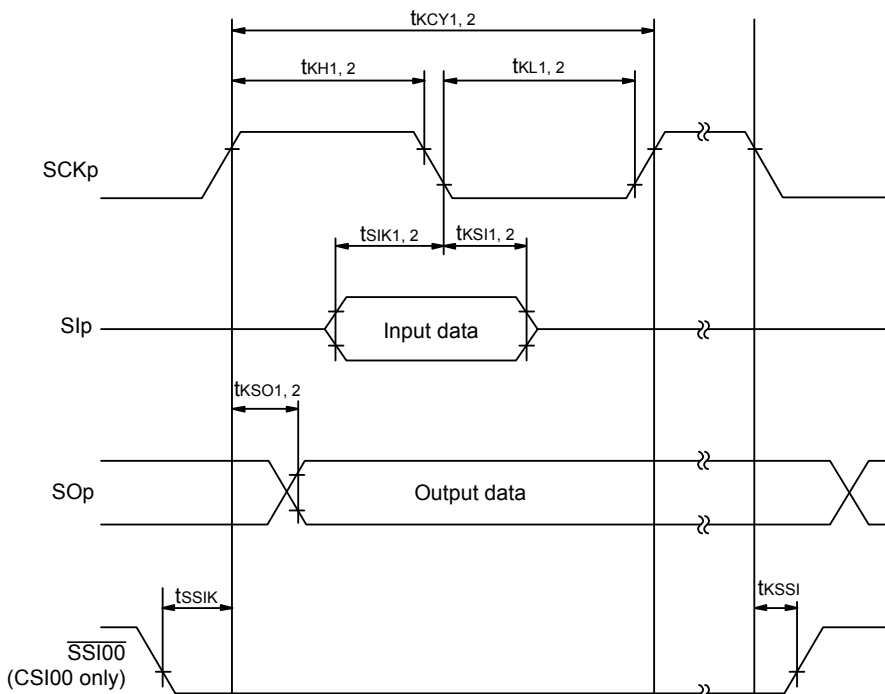 tKCY1, 2
tKH1, 2
tKL1, 2
SCKp
tSIK1, 2
tKSI1, 2
SIp
Input data
tKSO1, 2
SOp
Output data
tSSIK
tKSSI
SSI00
(CSI00 only)